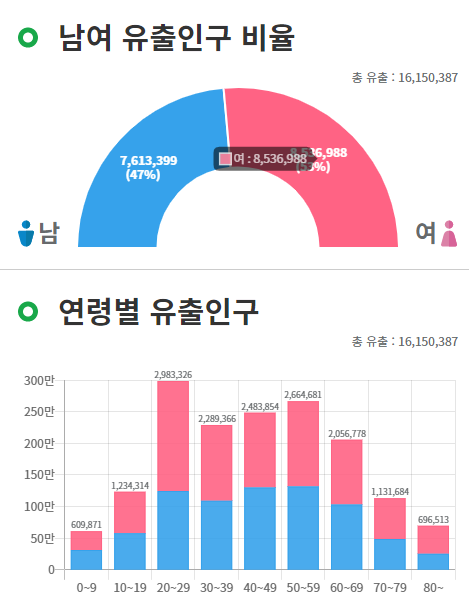 남여 유출인구 비율
총 유출 : 16,150,387
7,613,399
(47%)
8,536,988
여 : 8,536,988
남
여
연령별 유출인구
총 유출 : 16,150,387
300만
250만
200만
150만
100만
50만
0
609,871
1,234,314
2,983,326
2,289,366
2,483,854
2,664,681
2,056,778
1,131,684
696,513
0~9
10~19
20~29
30~39
40~49
50~59
60~69
70~79
80~